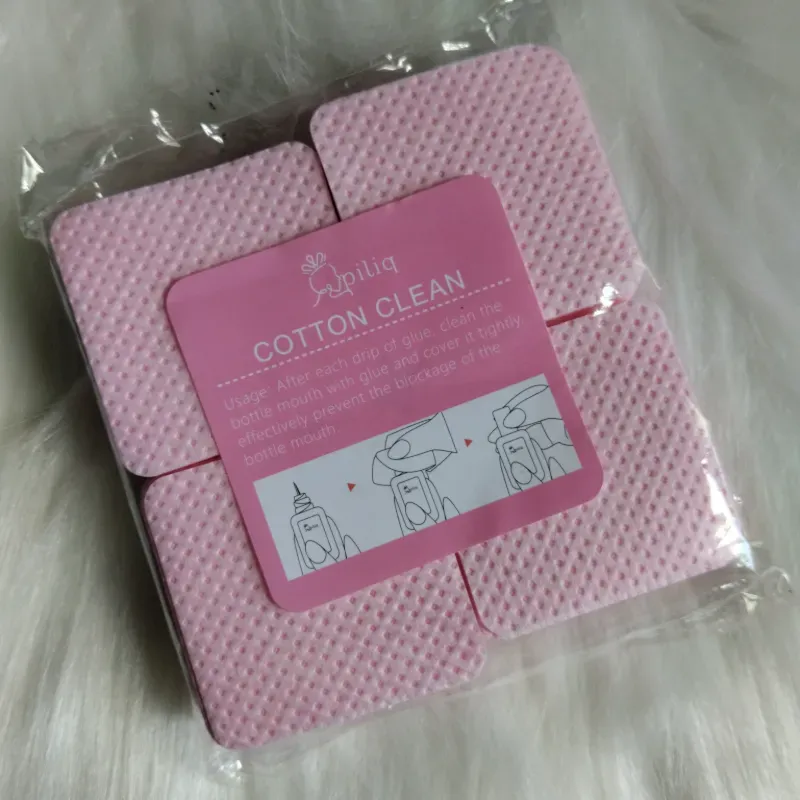 piliq
COTTON CLEAN
Usage: After each drip of glue, clean the
bottle mouth with glue and cover it tightly.
effectively prevent the blockage of the
bottle mouth.